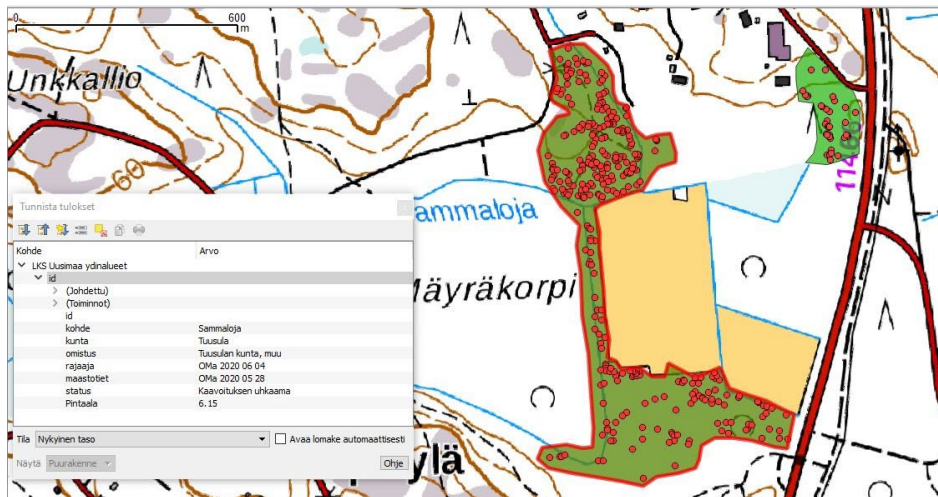 0
600
m
Unkkallio
60
114
Tunnista tulokset
ammaloja
Kohde
Arvo
LKS Uusimaa ydinalueet
id
(Johdettu)
(Toiminnot)
id
kohde
Sammaloja
kunta
Tuusula
omistus
Tuusulan kunta, muu
rajaaja
OMa 2020 06 04
maastotiet
OMa 2020 05 28
status
Kaavoituksen uhkaama
Pintaala
6.15
Mäyräkorpi
Tila
Nykyinen taso
Avaa lomake automaattisesti
Näytä
Puurakenne
Ohje
ylä